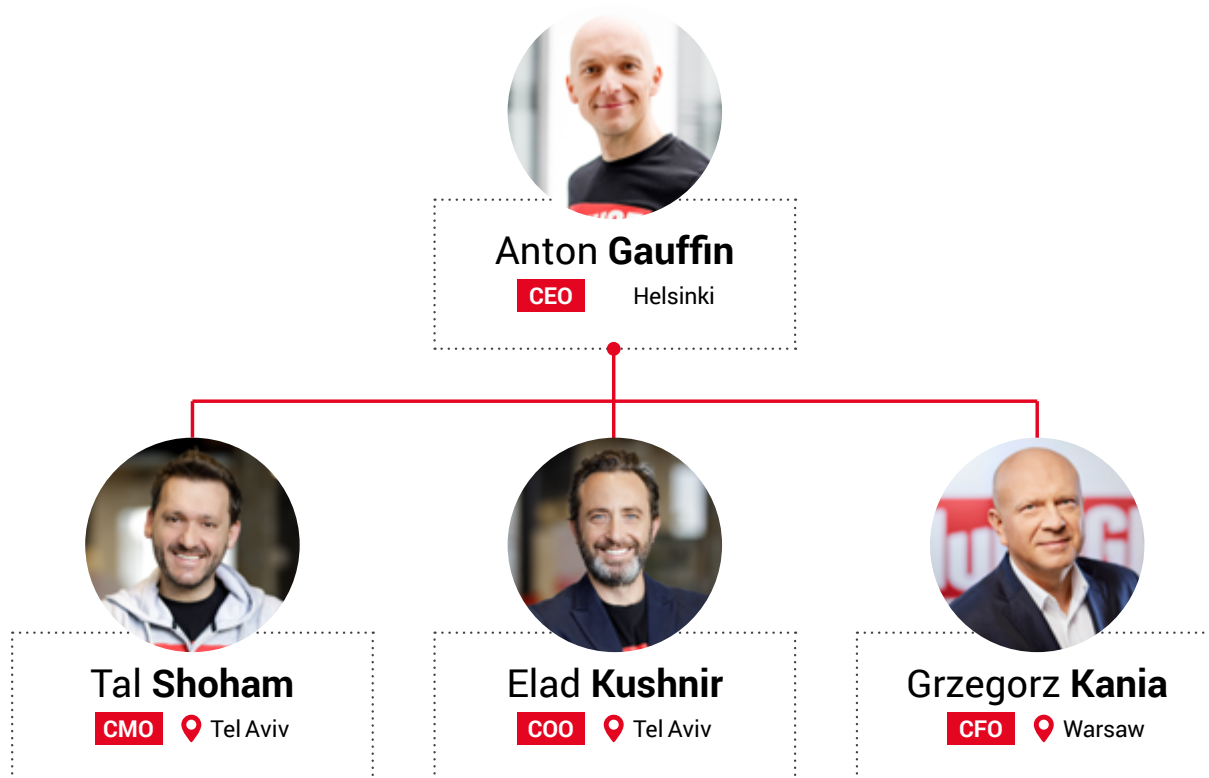 Anton Gauffin
CEO Helsinki
Tal Shoham
CMO Tel Aviv
Elad Kushnir
COO Tel Aviv
Grzegorz Kania
CFO Warsaw